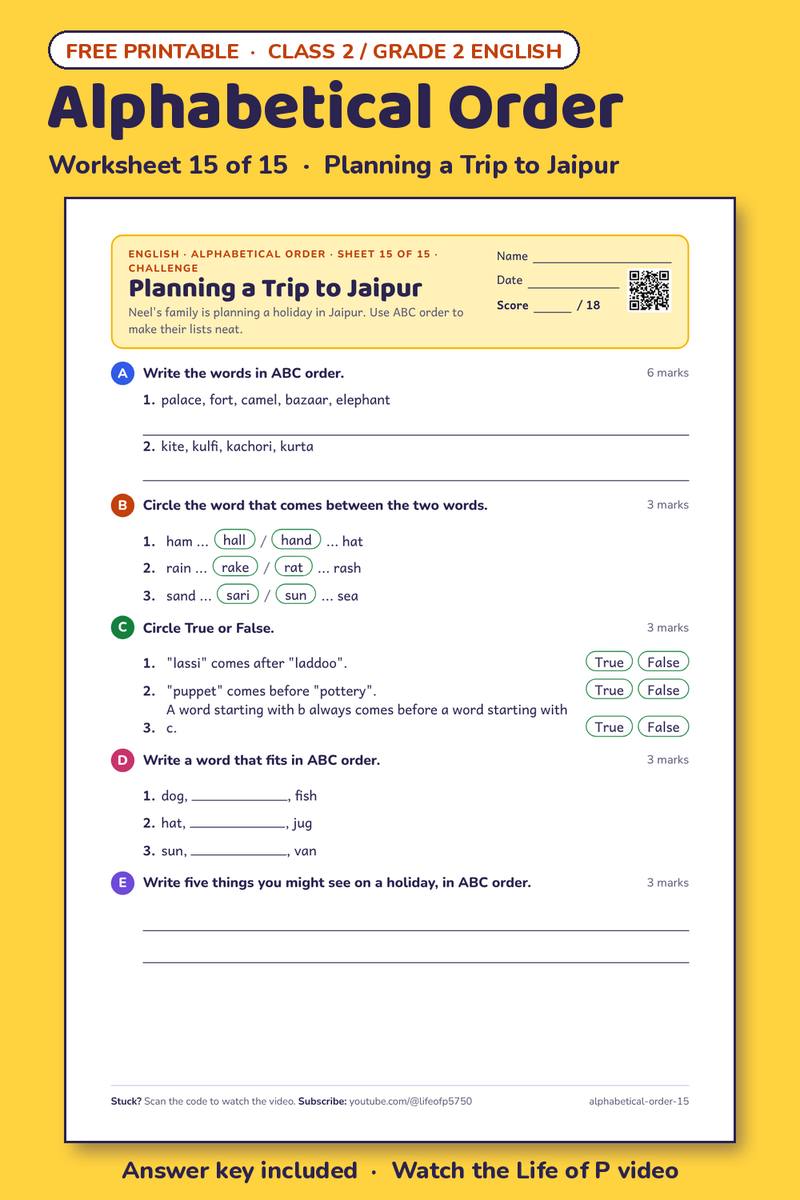 FREE PRINTABLE · CLASS 2 / GRADE 2 ENGLISH
Alphabetical Order
Worksheet 15 of 15 · Planning a Trip to Jaipur
ENGLISH · ALPHABETICAL ORDER · SHEET 15 OF 15 ·
CHALLENGE
Planning a Trip to Jaipur
Neel's family is planning a holiday in Jaipur. Use ABC order to
make their lists neat.
Name
Date
Score ______ / 18
A Write the words in ABC order. 6 marks
1. palace, fort, camel, bazaar, elephant
2. kite, kulfi, kachori, kurta
B Circle the word that comes between the two words. 3 marks
1. ham ... hall / hand ... hat
2. rain ... rake / rat ... rash
3. sand ... sari / sun ... sea
C Circle True or False. 3 marks
1. "lassi" comes after "laddoo". True False
2. "puppet" comes before "pottery". True False
A word starting with b always comes before a word starting with
3. c. True False
D Write a word that fits in ABC order. 3 marks
1. dog, ______________, fish
2. hat, ______________, jug
3. sun, ______________, van
E Write five things you might see on a holiday, in ABC order. 3 marks
Stuck? Scan the code to watch the video. Subscribe: youtube.com/@lifeofp5750 alphabetical-order-15
Answer key included · Watch the Life of P video